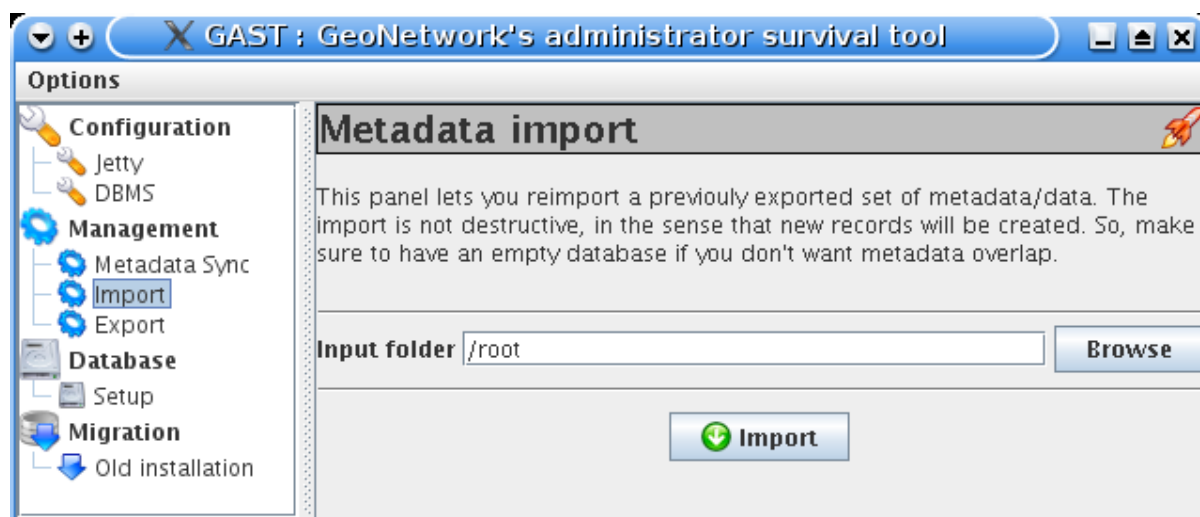 GAST : GeoNetwork's administrator survival tool
Options
Configuration
Jetty
DBMS
Management
Metadata Sync
Import
Export
Database
Setup
Migration
Old installation
Metadata import
This panel lets you reimport a previouly exported set of metadata/data. The
import is not destructive, in the sense that new records will be created. So, make
sure to have an empty database if you don't want metadata overlap.
Input folder /root Browse
Import